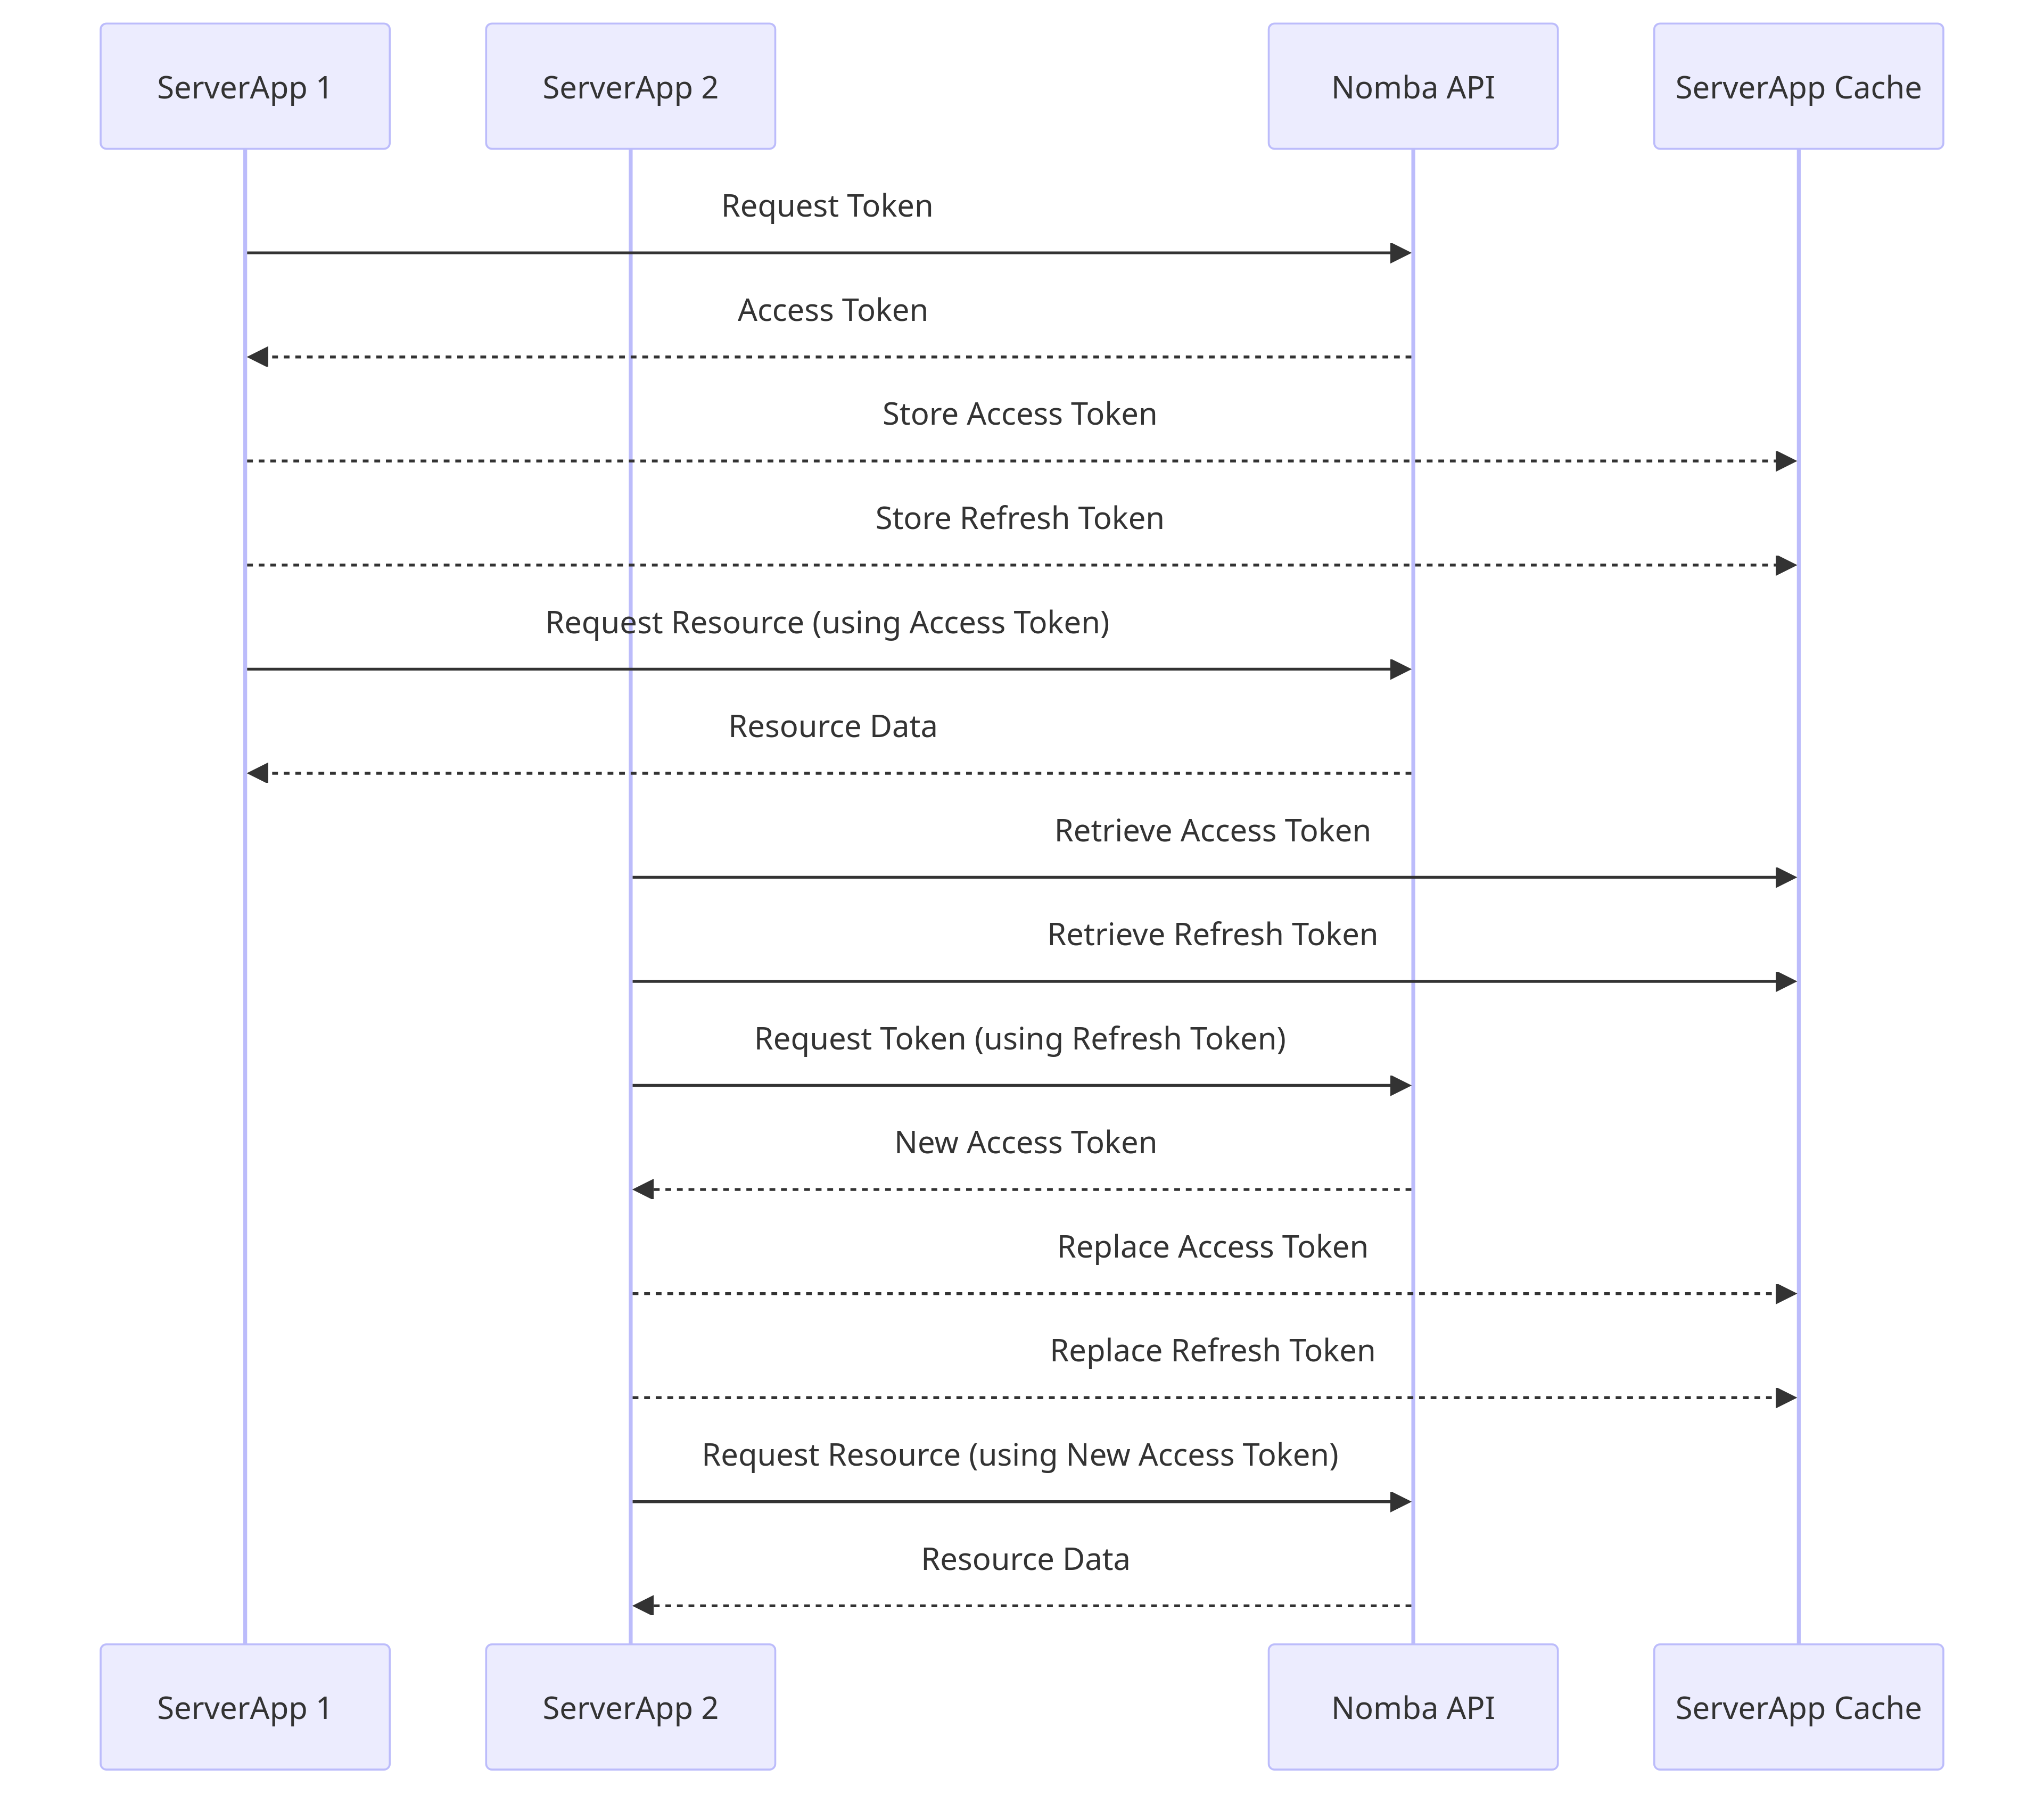 ServerApp 1
ServerApp 2
Nomba API
ServerApp Cache
Request Token
Access Token
Store Access Token
Store Refresh Token
Request Resource (using Access Token)
Resource Data
Retrieve Access Token
Retrieve Refresh Token
Request Token (using Refresh Token)
New Access Token
Replace Access Token
Replace Refresh Token
Request Resource (using New Access Token)
Resource Data
ServerApp 1
ServerApp 2
Nomba API
ServerApp Cache